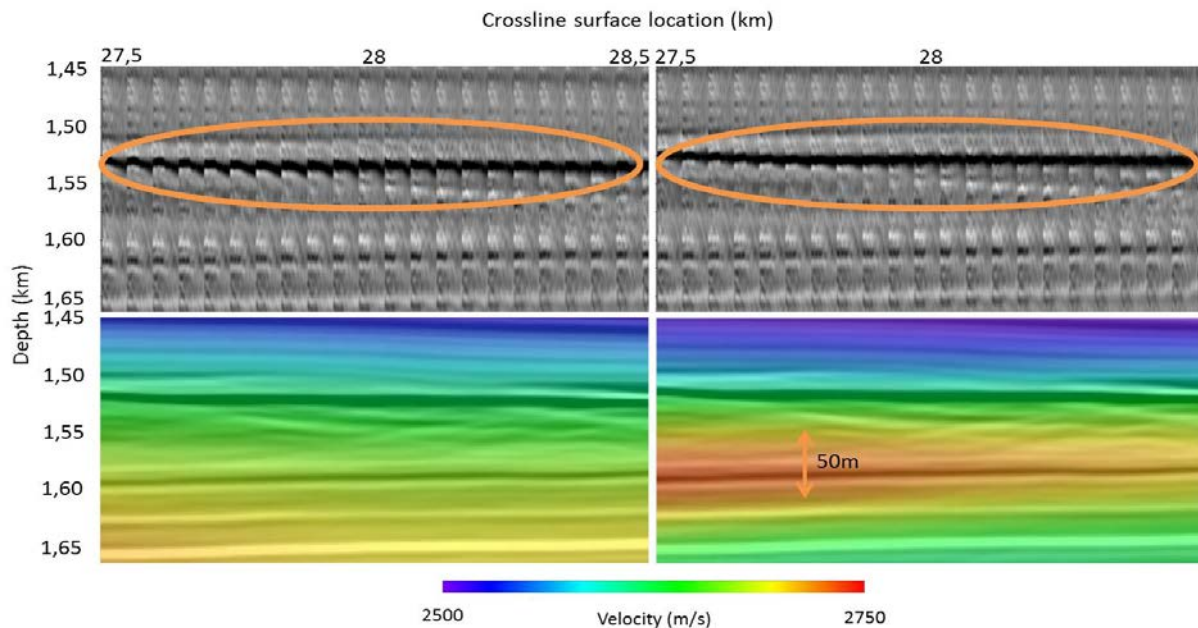 Crossline surface location (km)
27,5 28 28,5 27,5 28
1,45
1,50
1,55
1,60
1,65
Depth (km)
1,45
1,50
1,55
50m
1,60
1,65
2500 Velocity (m/s) 2750